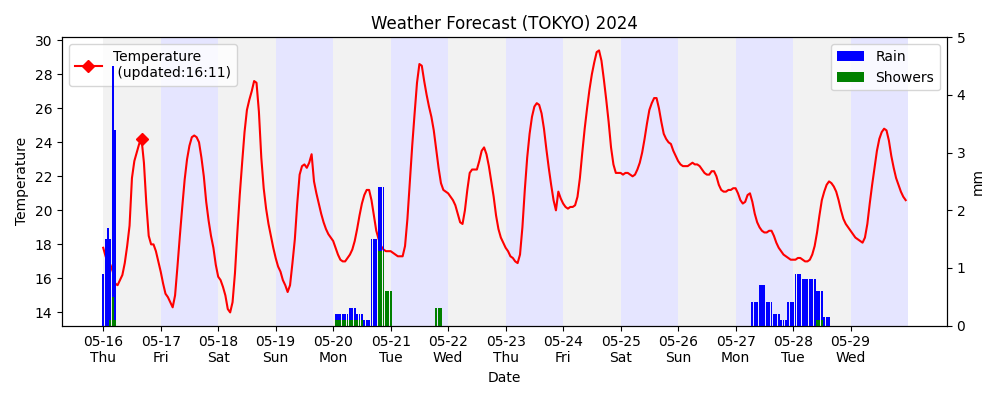 Weather Forecast (TOKYO) 2024
Temperature
(updated:16:11)
Rain
Showers
Temperature
30
28
26
24
22
20
18
16
14
5
4
3
2
1
0
mm
05-16 05-17 05-18 05-19 05-20 05-21 05-22 05-23 05-24 05-25 05-26 05-27 05-28 05-29
Thu Fri Sat Sun Mon Tue Wed Thu Fri Sat Sun Mon Tue Wed
Date